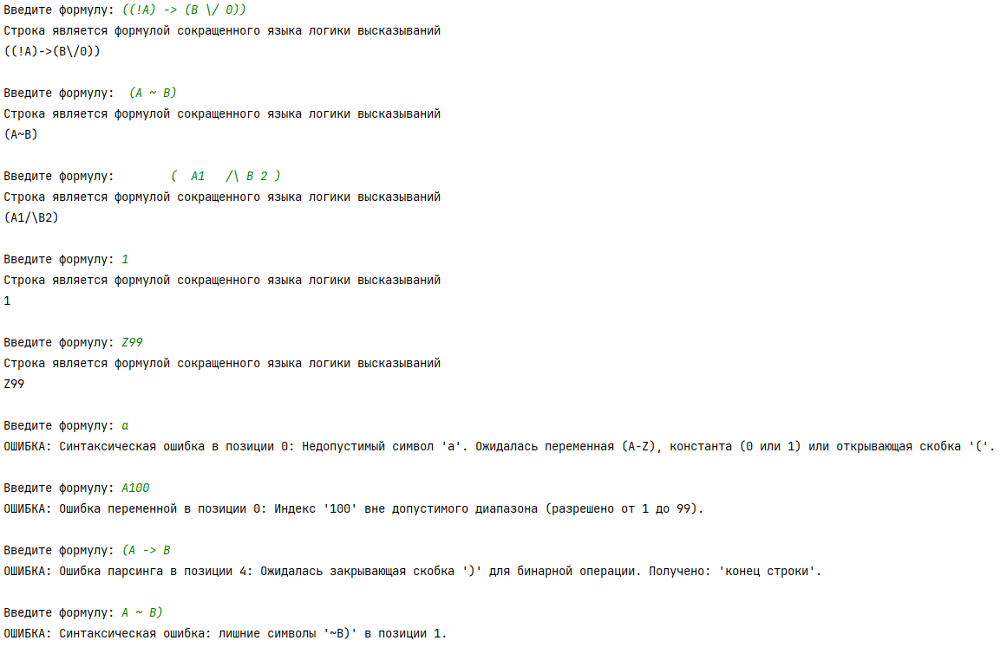 Введите формулу: ((!A) -> (B \/ 0))
Строка является формулой сокращенного языка логики высказываний
((!A)->(B\/0))
Введите формулу:  (A ~ B)
Строка является формулой сокращенного языка логики высказываний
(A~B)
Введите формулу:        (  A1   /\ B 2 )
Строка является формулой сокращенного языка логики высказываний
(A1/\B2)
Введите формулу: 1
Строка является формулой сокращенного языка логики высказываний
1
Введите формулу: Z99
Строка является формулой сокращенного языка логики высказываний
Z99
Введите формулу: a
ОШИБКА: Синтаксическая ошибка в позиции 0: Недопустимый символ 'a'. Ожидалась переменная (A-Z), константа (0 или 1) или открывающая скобка '('.
Введите формулу: A100
ОШИБКА: Ошибка переменной в позиции 0: Индекс '100' вне допустимого диапазона (разрешено от 1 до 99).
Введите формулу: (A -> B
ОШИБКА: Ошибка парсинга в позиции 4: Ожидалась закрывающая скобка ')' для бинарной операции. Получено: 'конец строки'.
Введите формулу: A ~ B)
ОШИБКА: Синтаксическая ошибка: лишние символы '~B)' в позиции 1.